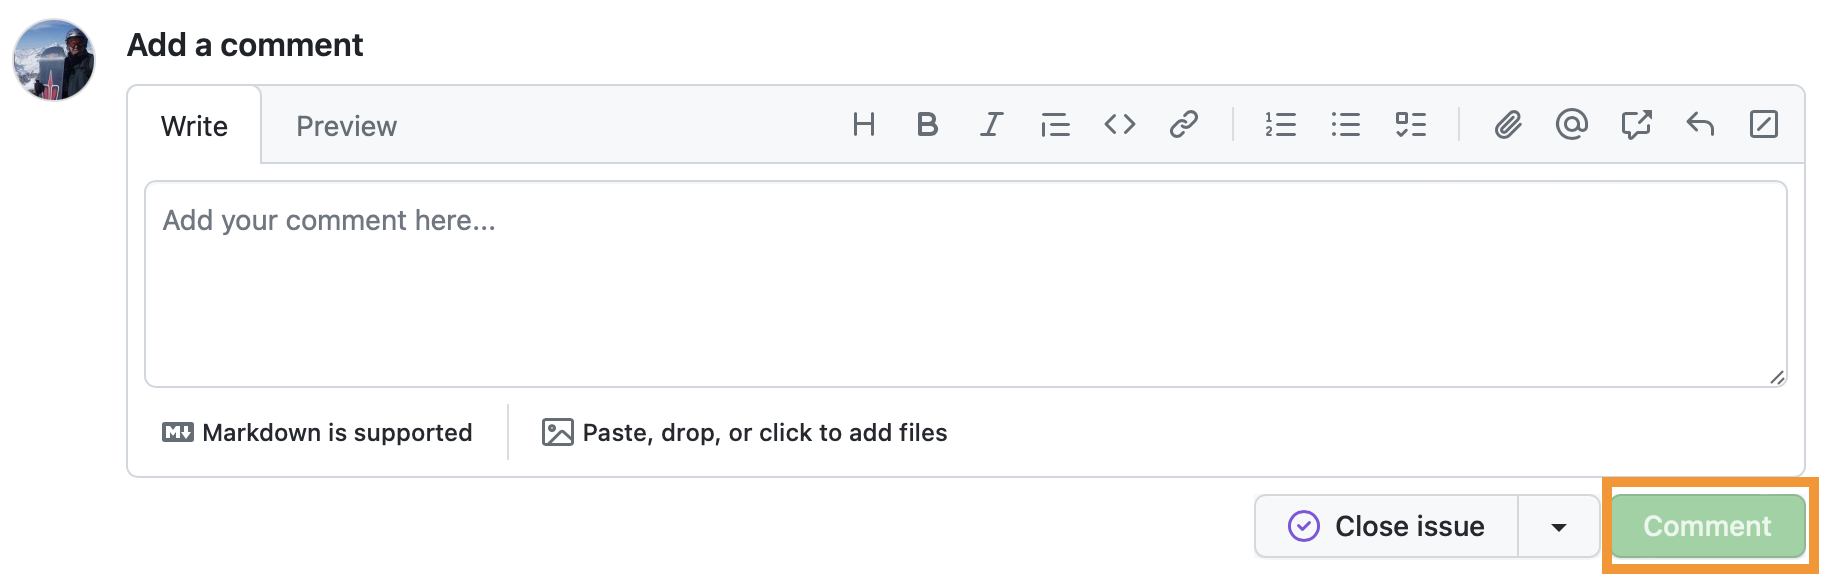 Add a comment
Write Preview
Add your comment here...
Markdown is supported Paste, drop, or click to add files
Close issue Comment